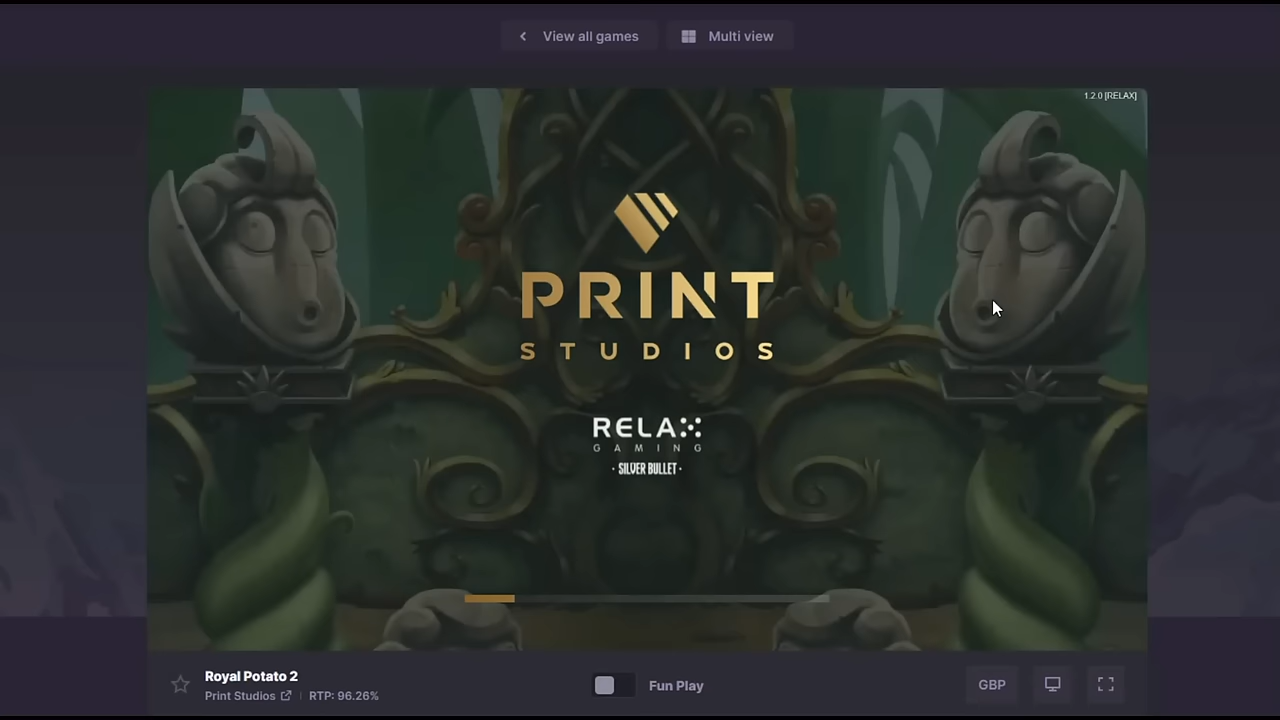 View all games
Multi view
1.2.0 [RELAX]
PRINT
STUDIOS
RELAX
GAMING
· SILVER BULLET ·
Royal Potato 2
Print Studios
RTP: 96.26%
Fun Play
GBP